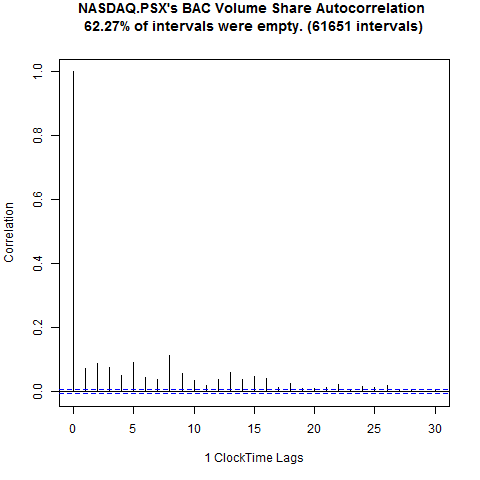 NASDAQ.PSX's BAC Volume Share Autocorrelation
62.27% of intervals were empty. (61651 intervals)
1.0
0.8
0.6
0.4
0.2
0.0
Correlation
0 5 10 15 20 25 30
1 ClockTime Lags